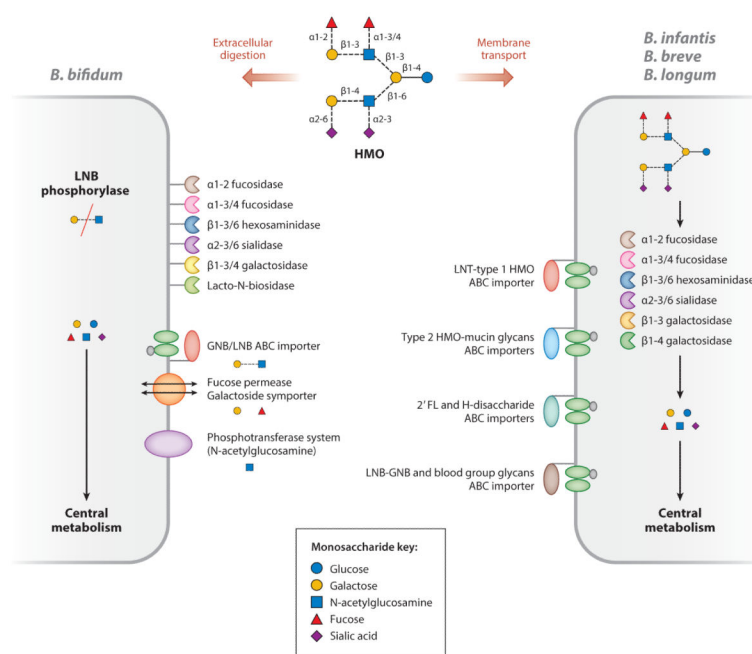 Extracellular
digestion
α1-2
α1-3/4
β1-3
β1-3
β1-4
β1-4
β1-6
α2-6
α2-3
HMO
Membrane
transport
B. bifidum
B. infantis
B. breve
B. longum
LNB
phosphorylase
α1-2 fucosidase
α1-3/4 fucosidase
β1-3/6 hexosaminidase
α2-3/6 sialidase
β1-3/4 galactosidase
Lacto-N-biosidase
GNB/LNB ABC importer
Fucose permease
Galactoside symporter
Phosphotransferase system
(N-acetylglucosamine)
Central
metabolism
LNT-type 1 HMO
ABC importer
Type 2 HMO-mucin glycans
ABC importers
2'FL and H-disaccharide
ABC importers
LNB-GNB and blood group glycans
ABC importer
α1-2 fucosidase
α1-3/4 fucosidase
β1-3/6 hexosaminidase
α2-3/6 sialidase
β1-3 galactosidase
β1-4 galactosidase
Central
metabolism
Monosaccharide key:
Glucose
Galactose
N-acetylglucosamine
Fucose
Sialic acid